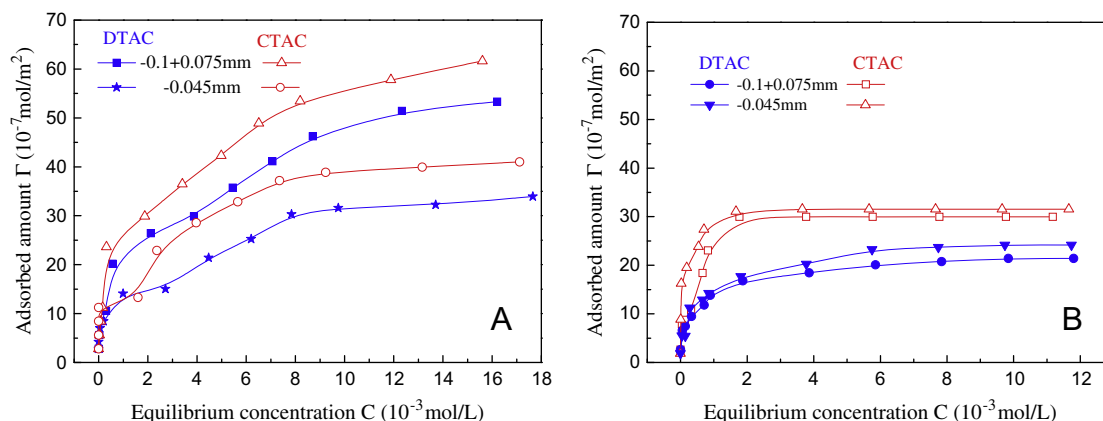 70
60
50
40
30
20
10
0
Adsorbed amount Γ (10⁻⁷mol/m²)
DTAC CTAC
-0.1+0.075mm
-0.045mm
A
0 2 4 6 8 10 12 14 16 18
Equilibrium concentration C (10⁻³mol/L)
70
60
50
40
30
20
10
0
Adsorbed amount Γ (10⁻⁷mol/m²)
DTAC CTAC
-0.1+0.075mm
-0.045mm
B
0 2 4 6 8 10 12
Equilibrium concentration C (10⁻³mol/L)